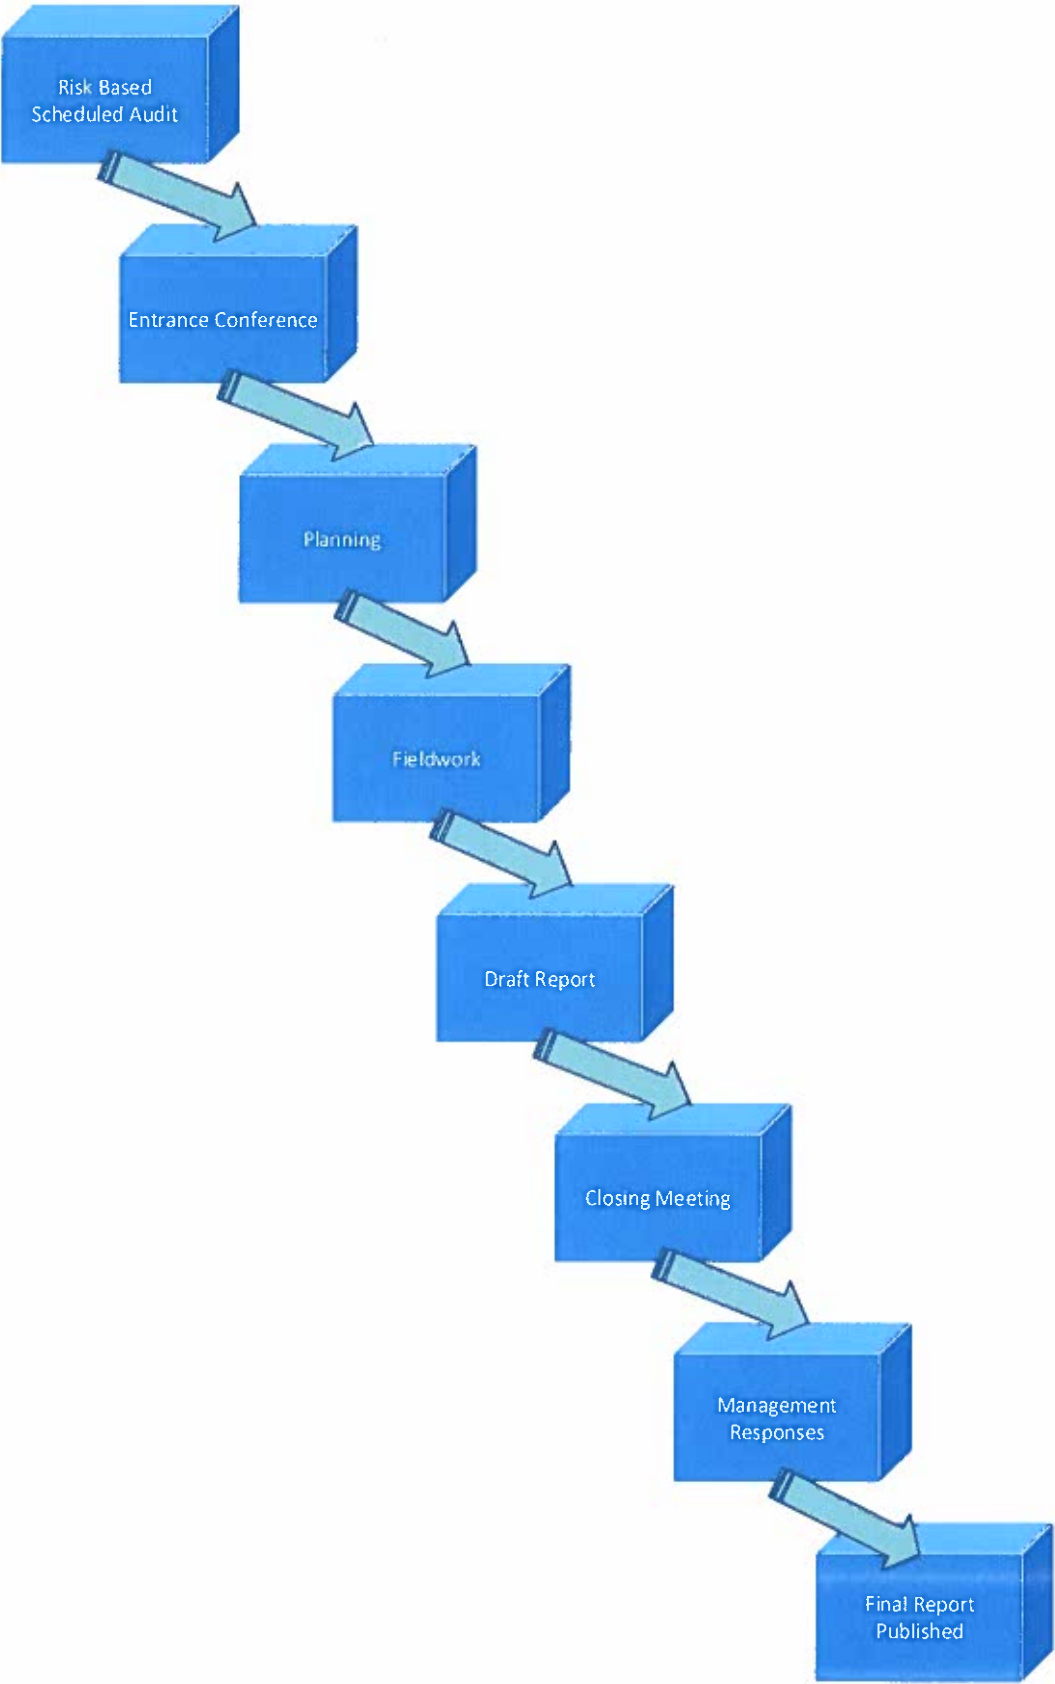 Risk Based
Scheduled Audit
Entrance Conference
Planning
Fieldwork
Draft Report
Closing Meeting
Management
Responses
Final Report
Published